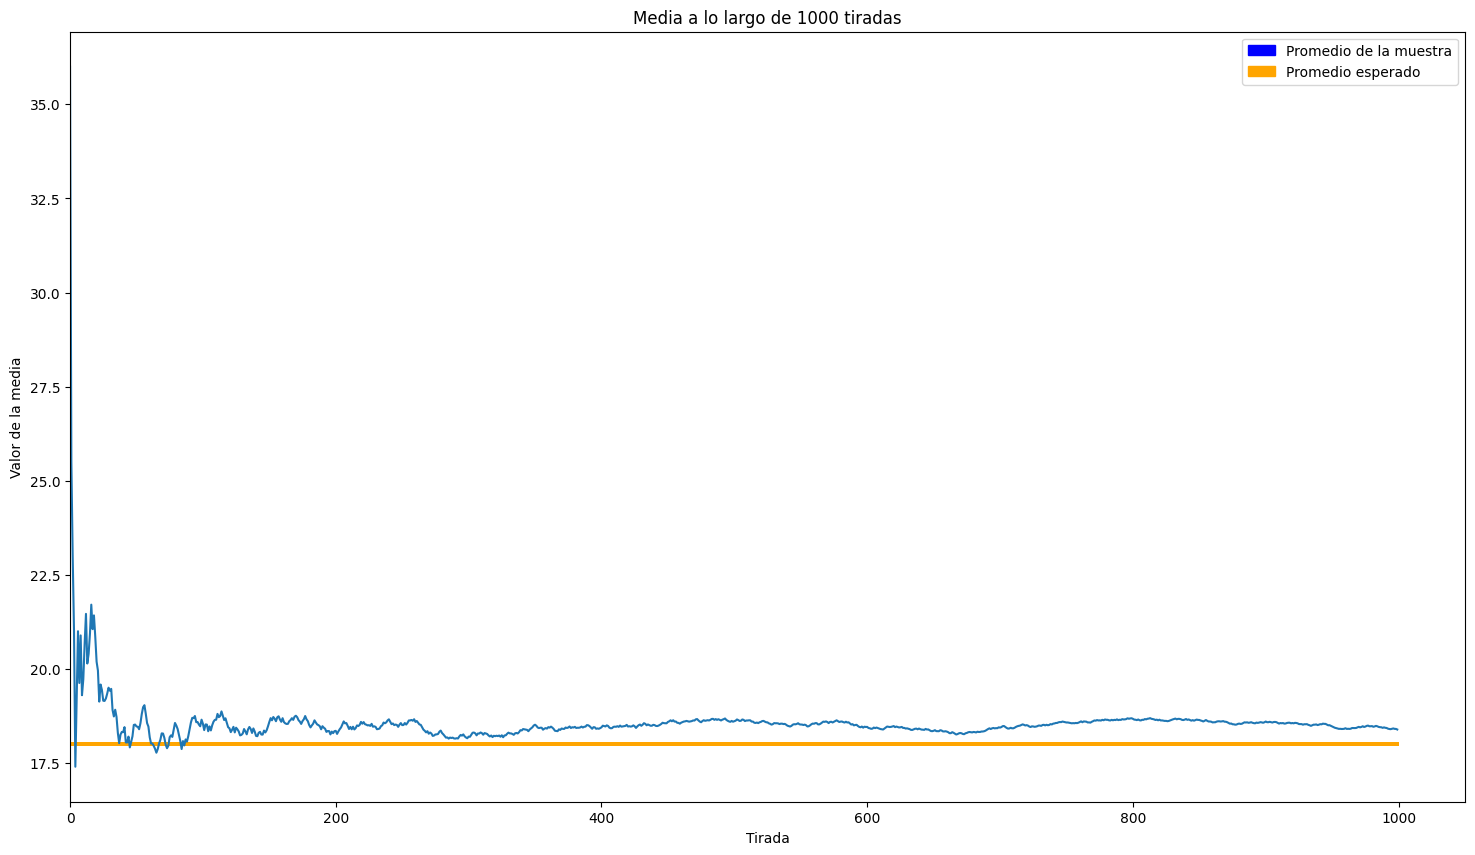 Media a lo largo de 1000 tiradas
Promedio de la muestra
Promedio esperado
35.0
32.5
30.0
27.5
25.0
22.5
20.0
17.5
Valor de la media
0 200 400 600 800 1000
Tirada